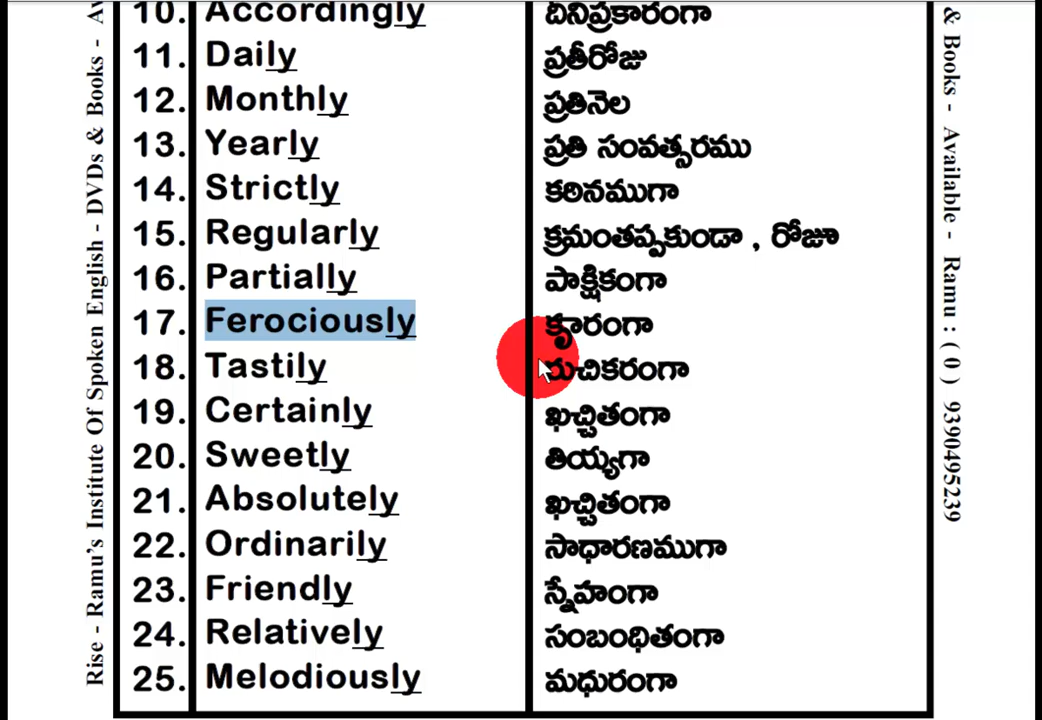 10. Accordingly దీనిప్రకారంగా
11. Daily ప్రతీరోజు
12. Monthly ప్రతినెల
13. Yearly ప్రతి సంవత్సరము
14. Strictly కఠినముగా
15. Regularly క్రమంతప్పకుండా , రోజూ
16. Partially పాక్షికంగా
17. Ferociously కౄరంగా
18. Tastily రుచికరంగా
19. Certainly ఖచ్చితంగా
20. Sweetly తియ్యగా
21. Absolutely ఖచ్చితంగా
22. Ordinarily సాధారణముగా
23. Friendly స్నేహంగా
24. Relatively సంబంధితంగా
25. Melodiously మధురంగా
Rise - Ramu's Institute Of Spoken English - DVDs & Books -
& Books - Available - Ramu : ( 0 ) 9390495239